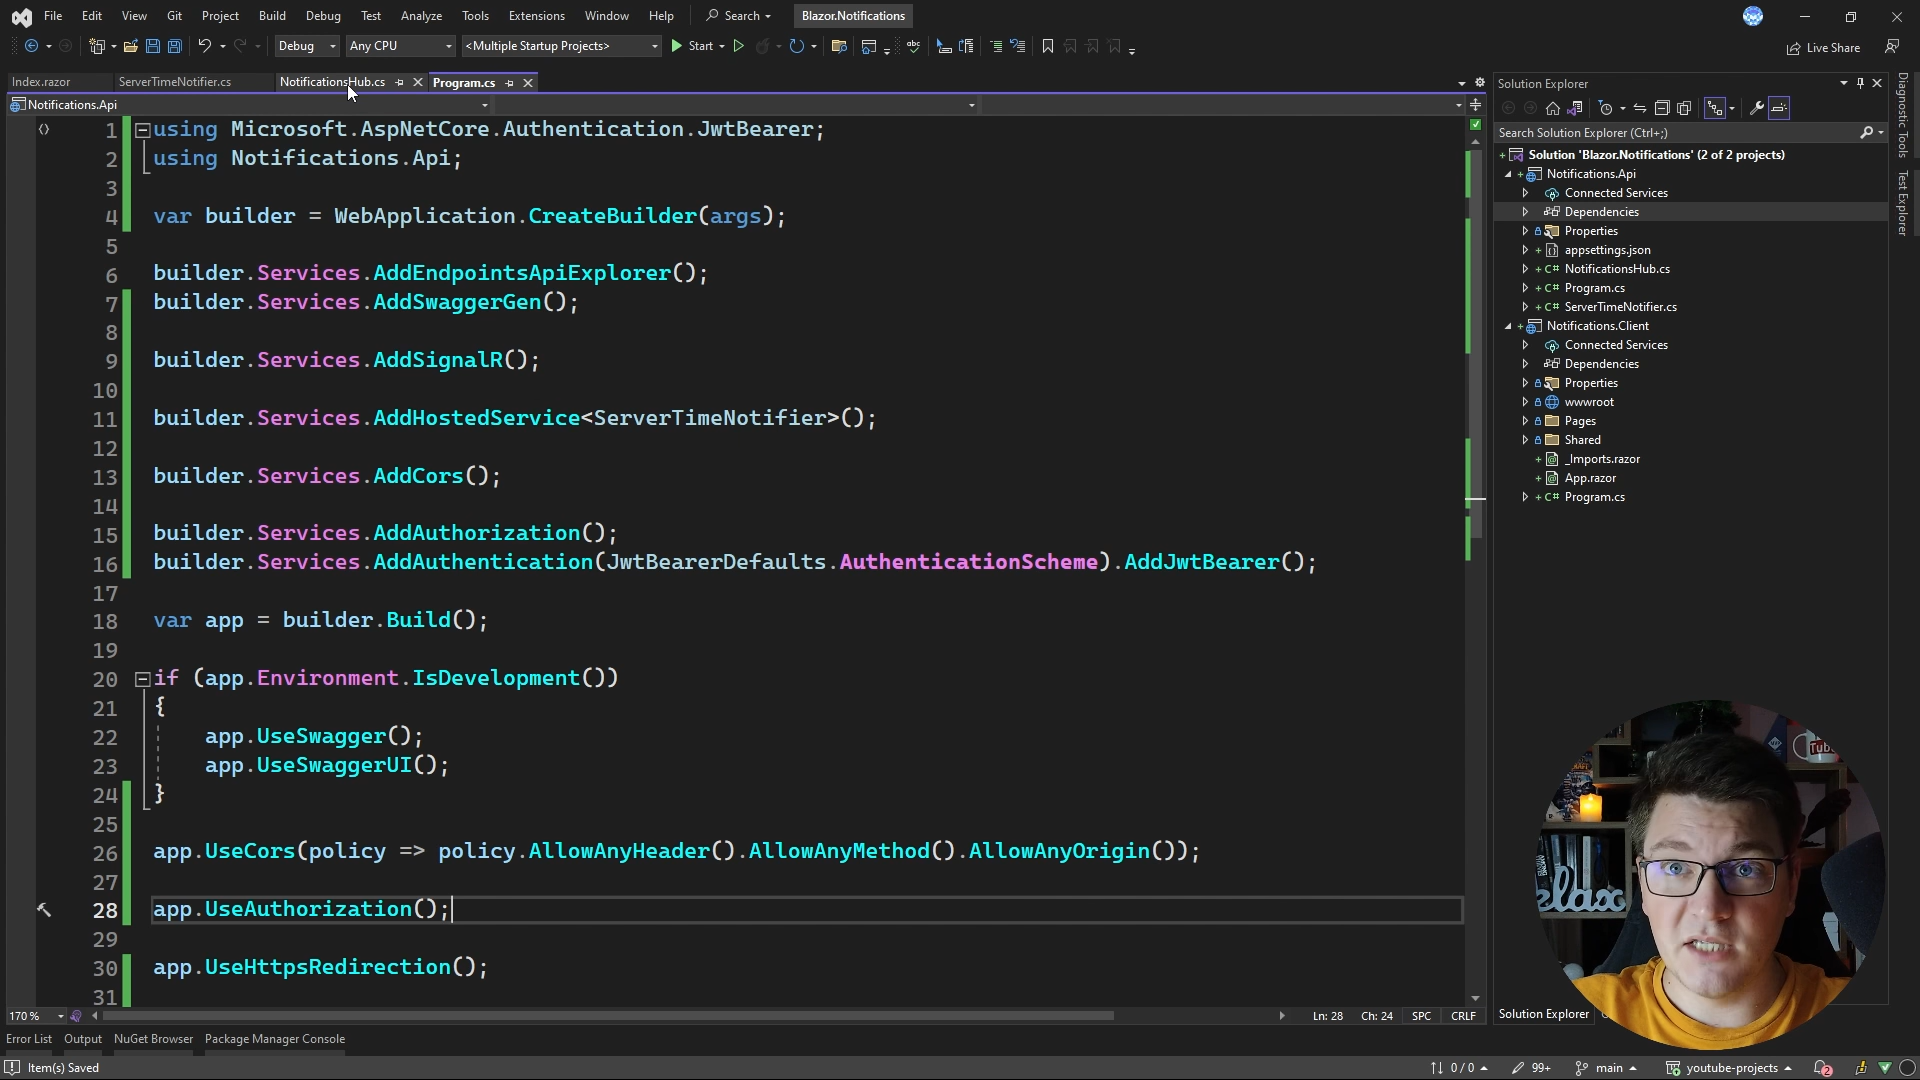 File Edit View Git Project Build Debug Test Analyze Tools Extensions Window Help Search Blazor.Notifications
Debug Any CPU <Multiple Startup Projects> Start Live Share
Index.razor ServerTimeNotifier.cs NotificationsHub.cs Program.cs
Notifications.Api
1 using Microsoft.AspNetCore.Authentication.JwtBearer;
2 using Notifications.Api;
3
4 var builder = WebApplication.CreateBuilder(args);
5
6 builder.Services.AddEndpointsApiExplorer();
7 builder.Services.AddSwaggerGen();
8
9 builder.Services.AddSignalR();
10
11 builder.Services.AddHostedService<ServerTimeNotifier>();
12
13 builder.Services.AddCors();
14
15 builder.Services.AddAuthorization();
16 builder.Services.AddAuthentication(JwtBearerDefaults.AuthenticationScheme).AddJwtBearer();
17
18 var app = builder.Build();
19
20 if (app.Environment.IsDevelopment())
21 {
22 app.UseSwagger();
23 app.UseSwaggerUI();
24 }
25
26 app.UseCors(policy => policy.AllowAnyHeader().AllowAnyMethod().AllowAnyOrigin());
27
28 app.UseAuthorization();
29
30 app.UseHttpsRedirection();
31
170 % Ln: 28 Ch: 24 SPC CRLF
Error List Output NuGet Browser Package Manager Console
Item(s) Saved 0 / 0 99+ main youtube-projects 2
Solution Explorer
Search Solution Explorer (Ctrl+;)
Solution 'Blazor.Notifications' (2 of 2 projects)
Notifications.Api
Connected Services
Dependencies
Properties
appsettings.json
C# NotificationsHub.cs
C# Program.cs
C# ServerTimeNotifier.cs
Notifications.Client
Connected Services
Dependencies
Properties
wwwroot
Pages
Shared
_Imports.razor
App.razor
C# Program.cs
Solution Explorer
Diagnostic Tools
Test Explorer
Tub
elax